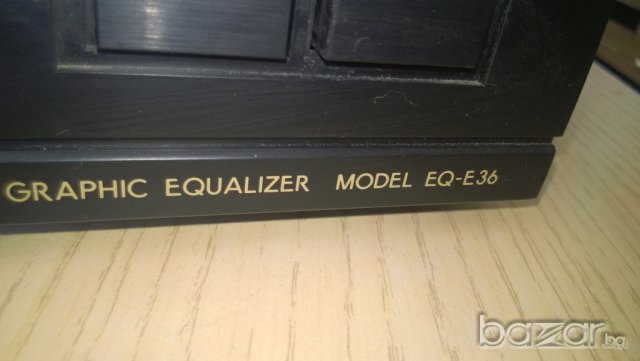 GRAPHIC EQUALIZER MODEL EQ-E36
bazar.bg